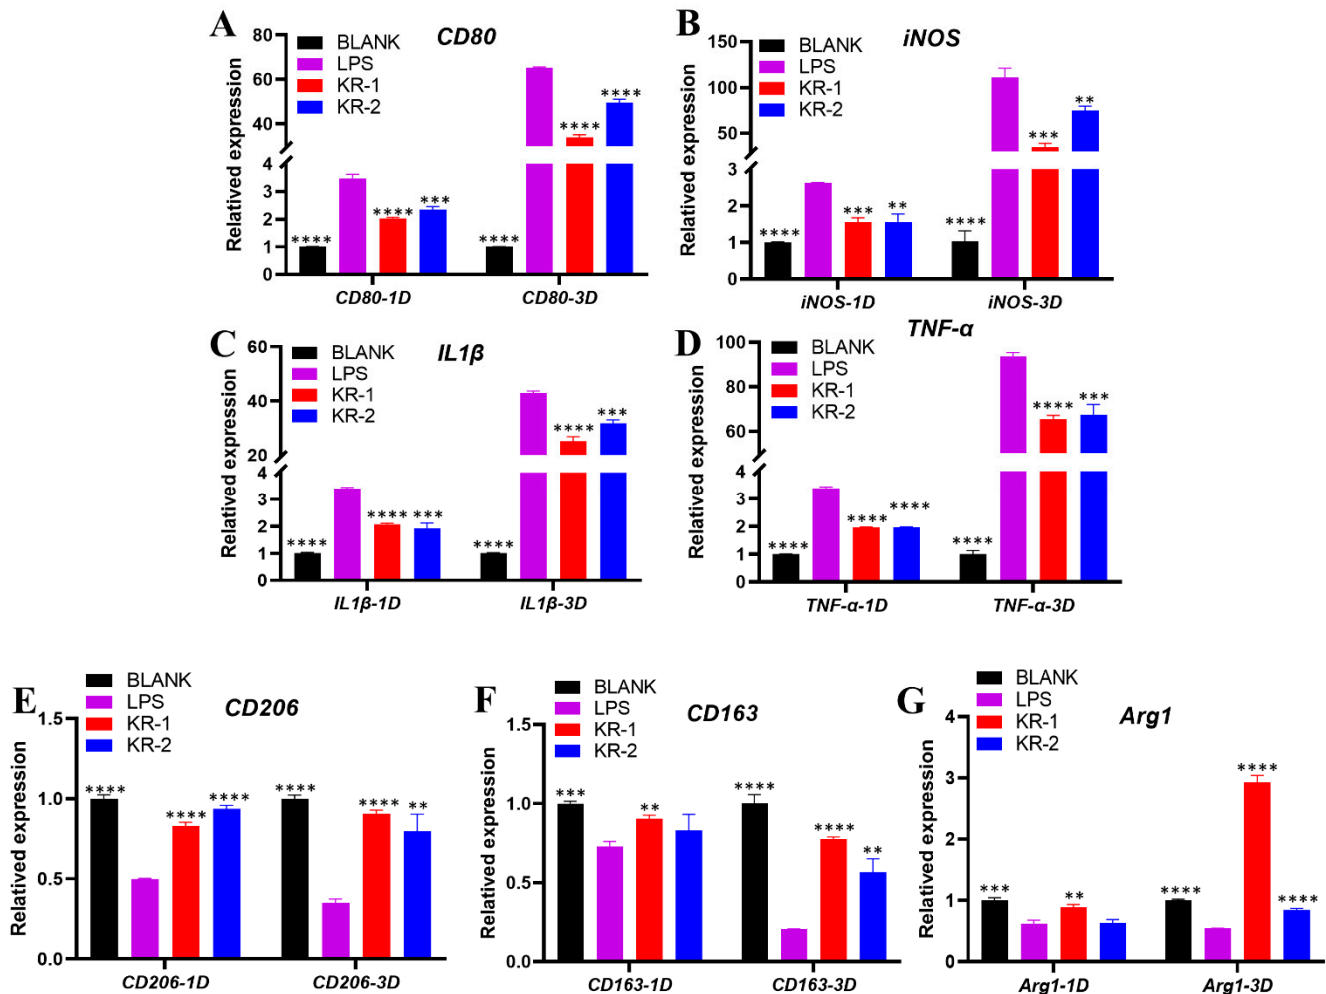 A
CD80
BLANK
LPS
KR-1
KR-2
Relatived expression
80
60
40
4
3
2
1
0
****
****
***
****
****
****
CD80-1D
CD80-3D
B
iNOS
BLANK
LPS
KR-1
KR-2
Relatived expression
150
100
50
3
2
1
0
****
***
**
****
***
**
iNOS-1D
iNOS-3D
C
IL1β
BLANK
LPS
KR-1
KR-2
Relatived expression
60
40
20
4
3
2
1
0
****
****
***
****
****
***
IL1β-1D
IL1β-3D
D
TNF-α
BLANK
LPS
KR-1
KR-2
Relatived expression
100
80
60
4
3
2
1
0
****
****
****
****
****
***
TNF-α-1D
TNF-α-3D
E
CD206
BLANK
LPS
KR-1
KR-2
Relatived expression
1.5
1.0
0.5
0.0
****
****
****
****
****
**
CD206-1D
CD206-3D
F
CD163
BLANK
LPS
KR-1
KR-2
Relatived expression
1.5
1.0
0.5
0.0
***
**
****
****
**
CD163-1D
CD163-3D
G
Arg1
BLANK
LPS
KR-1
KR-2
Relatived expression
4
3
2
1
0
***
**
****
****
****
Arg1-1D
Arg1-3D